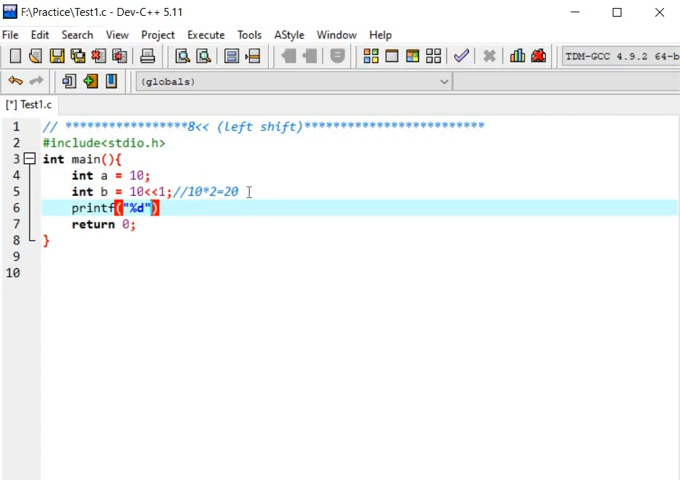 F:\Practice\Test1.c - Dev-C++ 5.11
File Edit Search View Project Execute Tools AStyle Window Help
TDM-GCC 4.9.2 64-b
(globals)
[*] Test1.c
1 // *****************8<< (left shift)*************************
2 #include<stdio.h>
3 int main(){
4 int a = 10;
5 int b = 10<<1;//10*2=20
6 printf("%d")
7 return 0;
8 }
9
10